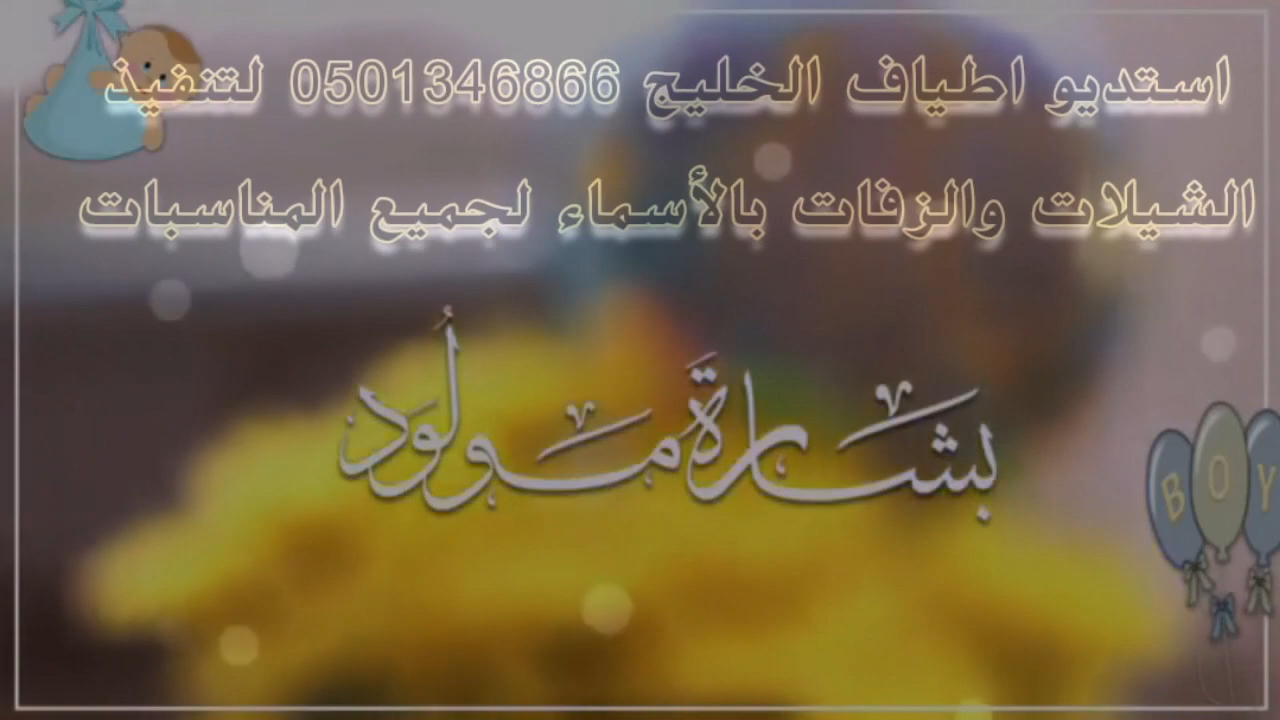 استديو اطياف الخليج 0501346866 لتنفيذ
الشيلات والزفات بالأسماء لجميع المناسبات
بشارة مولود
BOY